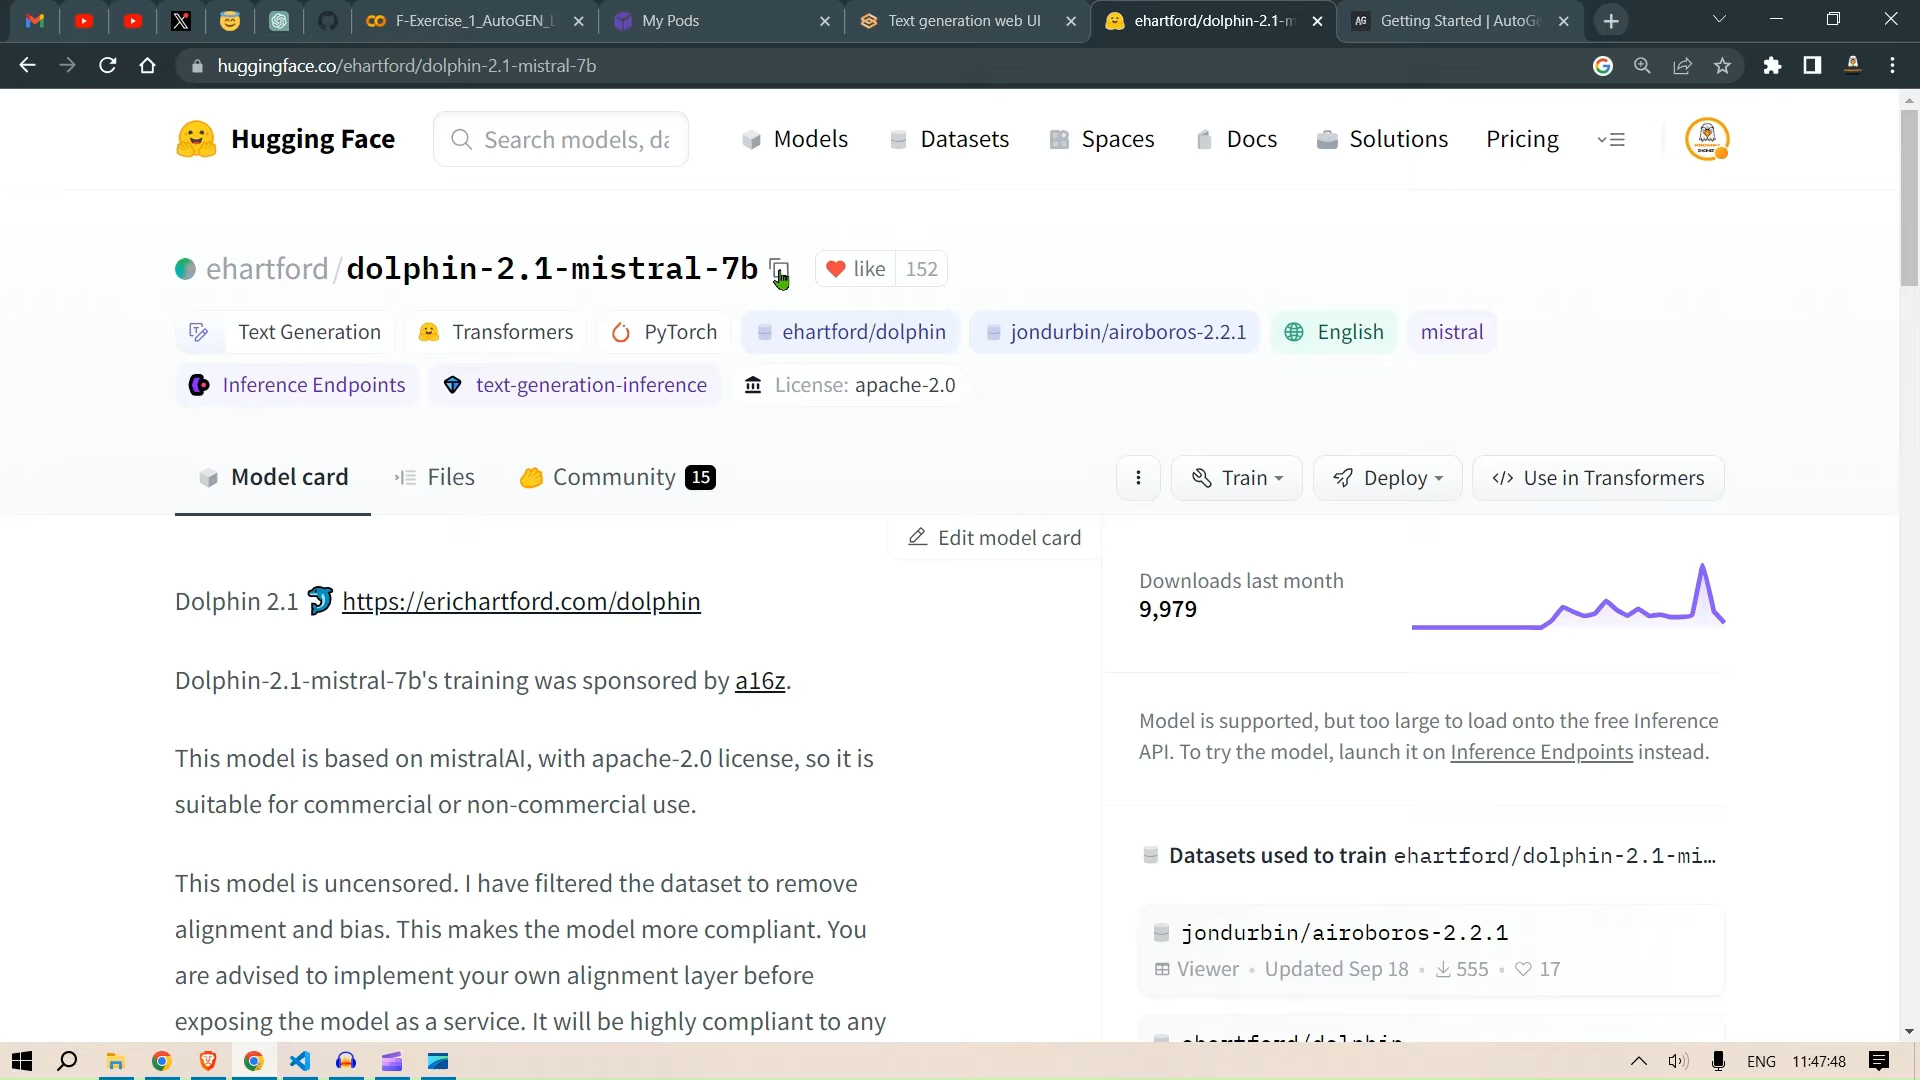 F-Exercise_1_AutoGEN_L
My Pods
Text generation web UI
ehartford/dolphin-2.1-m
AG
Getting Started | AutoGe
huggingface.co/ehartford/dolphin-2.1-mistral-7b
Hugging Face
Search models, da
Models
Datasets
Spaces
Docs
Solutions
Pricing
ehartford/dolphin-2.1-mistral-7b
like 152
Text Generation
Transformers
PyTorch
ehartford/dolphin
jondurbin/airoboros-2.2.1
English
mistral
Inference Endpoints
text-generation-inference
License: apache-2.0
Model card
Files
Community 15
Train
Deploy
</> Use in Transformers
Edit model card
Dolphin 2.1 🐬 https://erichartford.com/dolphin
Dolphin-2.1-mistral-7b's training was sponsored by a16z.
This model is based on mistralAI, with apache-2.0 license, so it is
suitable for commercial or non-commercial use.
This model is uncensored. I have filtered the dataset to remove
alignment and bias. This makes the model more compliant. You
are advised to implement your own alignment layer before
exposing the model as a service. It will be highly compliant to any
Downloads last month
9,979
Model is supported, but too large to load onto the free Inference
API. To try the model, launch it on Inference Endpoints instead.
Datasets used to train ehartford/dolphin-2.1-mi…
jondurbin/airoboros-2.2.1
Viewer • Updated Sep 18 • 555 • 17
ehartford/dolphin
ENG
11:47:48